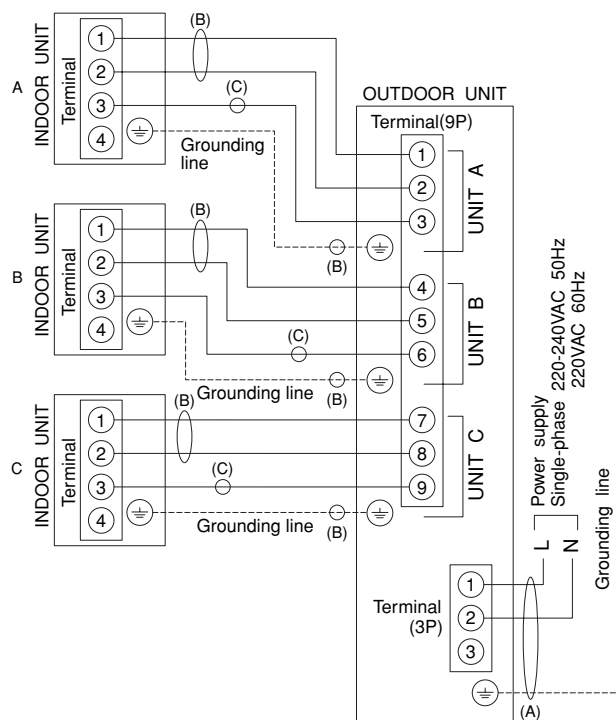 A
INDOOR UNIT
Terminal
1
2
3
4
(B)
(C)
Grounding
line
(B)
B
INDOOR UNIT
Terminal
1
2
3
4
(B)
(C)
Grounding line
(B)
C
INDOOR UNIT
Terminal
1
2
3
4
(B)
(C)
Grounding line
(B)
OUTDOOR UNIT
Terminal(9P)
1
2
3
UNIT A
4
5
6
UNIT B
7
8
9
UNIT C
Power supply
Single-phase
220-240VAC 50Hz
220VAC 60Hz
L
N
Grounding line
Terminal
(3P)
1
2
3
(A)